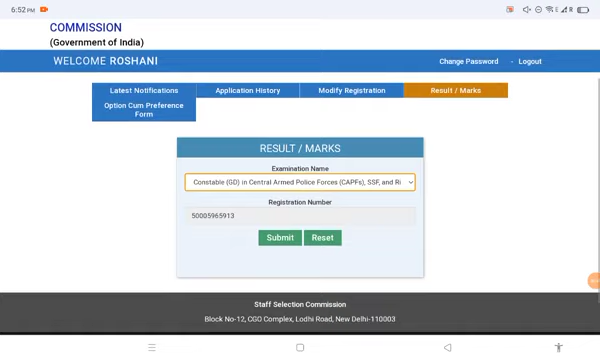 6:52 PM
COMMISSION
(Government of India)
WELCOME ROSHANI
Change Password - Logout
Latest Notifications
Application History
Modify Registration
Result / Marks
Option Cum Preference
Form
RESULT / MARKS
Examination Name
Constable (GD) in Central Armed Police Forces (CAPFs), SSF, and Ri
Registration Number
50005965913
Submit
Reset
Staff Selection Commission
Block No-12, CGO Complex, Lodhi Road, New Delhi-110003